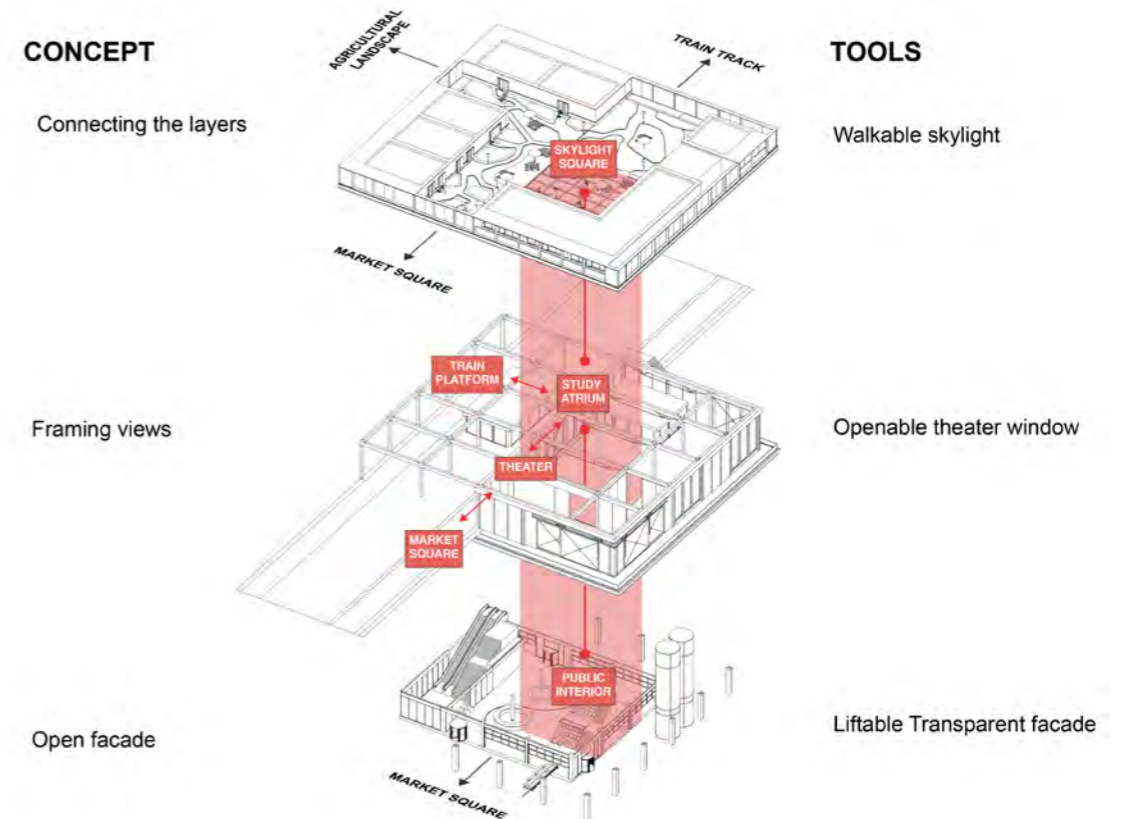 CONCEPT
TOOLS
AGRICULTURAL
LANDSCAPE
TRAIN TRACK
Connecting the layers
Walkable skylight
SKYLIGHT
SQUARE
MARKET SQUARE
TRAIN
PLATFORM
STUDY
ATRIUM
Framing views
Openable theater window
THEATER
MARKET
SQUARE
PUBLIC
INTERIOR
Open facade
Liftable Transparent facade
MARKET SQUARE